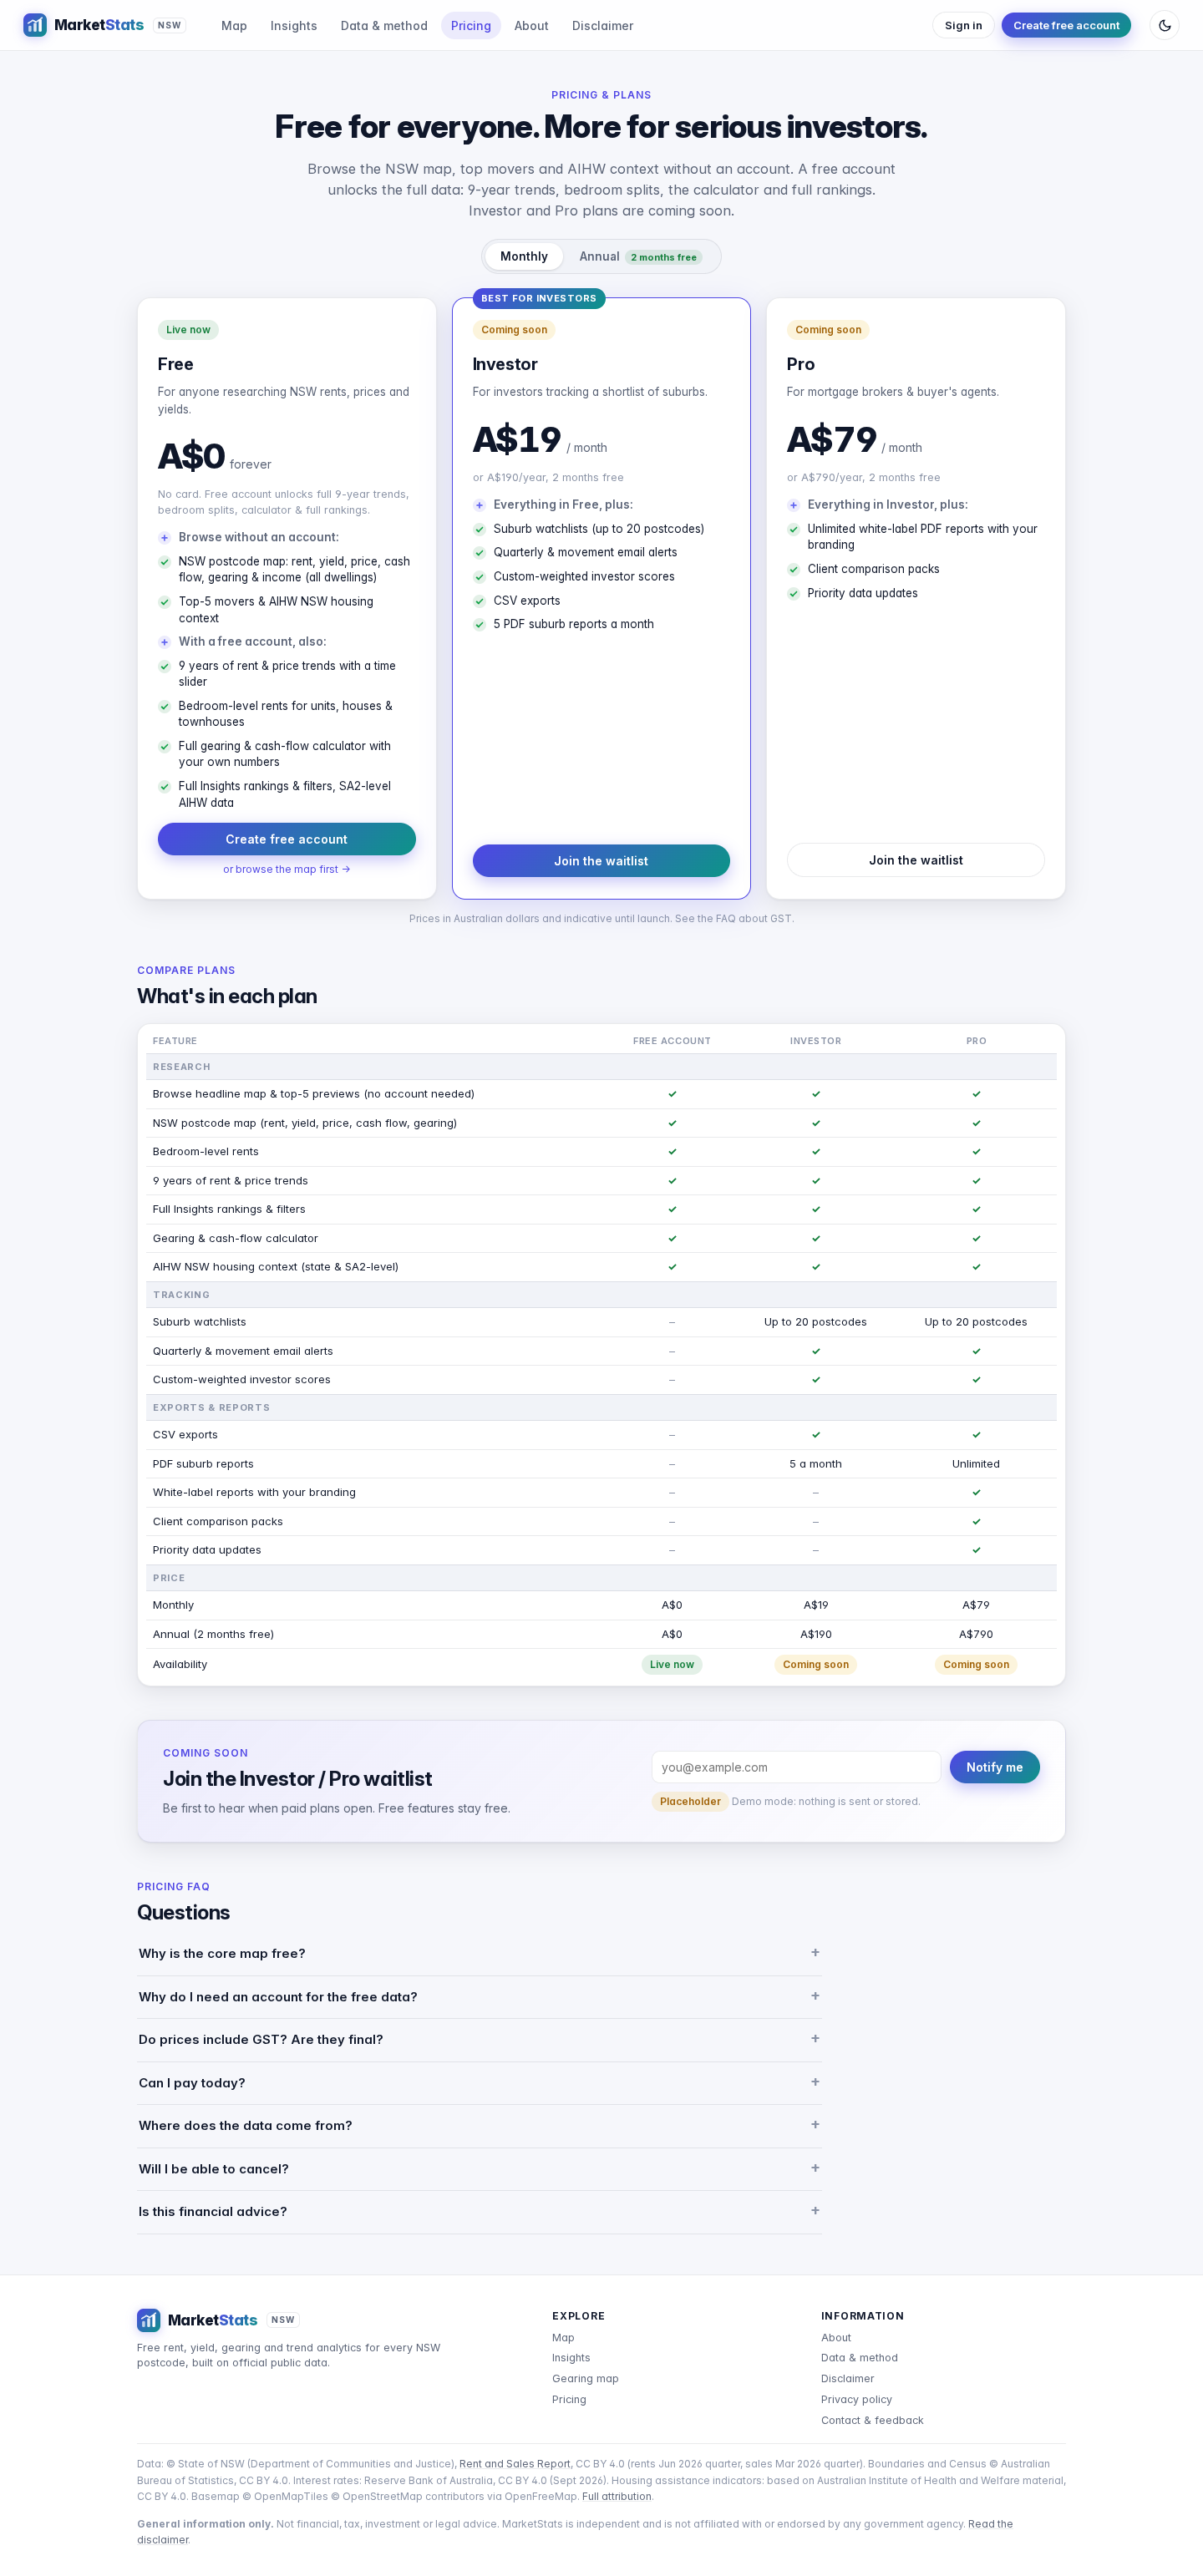 MarketStats NSW Map Insights Data & method Pricing About Disclaimer Sign in Create free account
PRICING & PLANS
Free for everyone. More for serious investors.
Browse the NSW map, top movers and AIHW context without an account. A free account
unlocks the full data: 9-year trends, bedroom splits, the calculator and full rankings.
Investor and Pro plans are coming soon.
Monthly Annual 2 months free
Live now
Free
For anyone researching NSW rents, prices and
yields.
A$0 forever
No card. Free account unlocks full 9-year trends,
bedroom splits, calculator & full rankings.
+ Browse without an account:
✓ NSW postcode map: rent, yield, price, cash
flow, gearing & income (all dwellings)
✓ Top-5 movers & AIHW NSW housing
context
+ With a free account, also:
✓ 9 years of rent & price trends with a time
slider
✓ Bedroom-level rents for units, houses &
townhouses
✓ Full gearing & cash-flow calculator with
your own numbers
✓ Full Insights rankings & filters, SA2-level
AIHW data
Create free account
or browse the map first →
BEST FOR INVESTORS
Coming soon
Investor
For investors tracking a shortlist of suburbs.
A$19 / month
or A$190/year, 2 months free
+ Everything in Free, plus:
✓ Suburb watchlists (up to 20 postcodes)
✓ Quarterly & movement email alerts
✓ Custom-weighted investor scores
✓ CSV exports
✓ 5 PDF suburb reports a month
Join the waitlist
Coming soon
Pro
For mortgage brokers & buyer's agents.
A$79 / month
or A$790/year, 2 months free
+ Everything in Investor, plus:
✓ Unlimited white-label PDF reports with your
branding
✓ Client comparison packs
✓ Priority data updates
Join the waitlist
Prices in Australian dollars and indicative until launch. See the FAQ about GST.
COMPARE PLANS
What's in each plan
FEATURE FREE ACCOUNT INVESTOR PRO
RESEARCH
Browse headline map & top-5 previews (no account needed) ✓ ✓ ✓
NSW postcode map (rent, yield, price, cash flow, gearing) ✓ ✓ ✓
Bedroom-level rents ✓ ✓ ✓
9 years of rent & price trends ✓ ✓ ✓
Full Insights rankings & filters ✓ ✓ ✓
Gearing & cash-flow calculator ✓ ✓ ✓
AIHW NSW housing context (state & SA2-level) ✓ ✓ ✓
TRACKING
Suburb watchlists – Up to 20 postcodes Up to 20 postcodes
Quarterly & movement email alerts – ✓ ✓
Custom-weighted investor scores – ✓ ✓
EXPORTS & REPORTS
CSV exports – ✓ ✓
PDF suburb reports – 5 a month Unlimited
White-label reports with your branding – – ✓
Client comparison packs – – ✓
Priority data updates – – ✓
PRICE
Monthly A$0 A$19 A$79
Annual (2 months free) A$0 A$190 A$790
Availability Live now Coming soon Coming soon
COMING SOON
Join the Investor / Pro waitlist
Be first to hear when paid plans open. Free features stay free.
you@example.com Notify me
Placeholder Demo mode: nothing is sent or stored.
PRICING FAQ
Questions
Why is the core map free? +
Why do I need an account for the free data? +
Do prices include GST? Are they final? +
Can I pay today? +
Where does the data come from? +
Will I be able to cancel? +
Is this financial advice? +
MarketStats NSW
Free rent, yield, gearing and trend analytics for every NSW
postcode, built on official public data.
EXPLORE
Map
Insights
Gearing map
Pricing
INFORMATION
About
Data & method
Disclaimer
Privacy policy
Contact & feedback
Data: © State of NSW (Department of Communities and Justice), Rent and Sales Report, CC BY 4.0 (rents Jun 2026 quarter, sales Mar 2026 quarter). Boundaries and Census © Australian
Bureau of Statistics, CC BY 4.0. Interest rates: Reserve Bank of Australia, CC BY 4.0 (Sept 2026). Housing assistance indicators: based on Australian Institute of Health and Welfare material,
CC BY 4.0. Basemap © OpenMapTiles © OpenStreetMap contributors via OpenFreeMap. Full attribution.
General information only. Not financial, tax, investment or legal advice. MarketStats is independent and is not affiliated with or endorsed by any government agency. Read the
disclaimer.